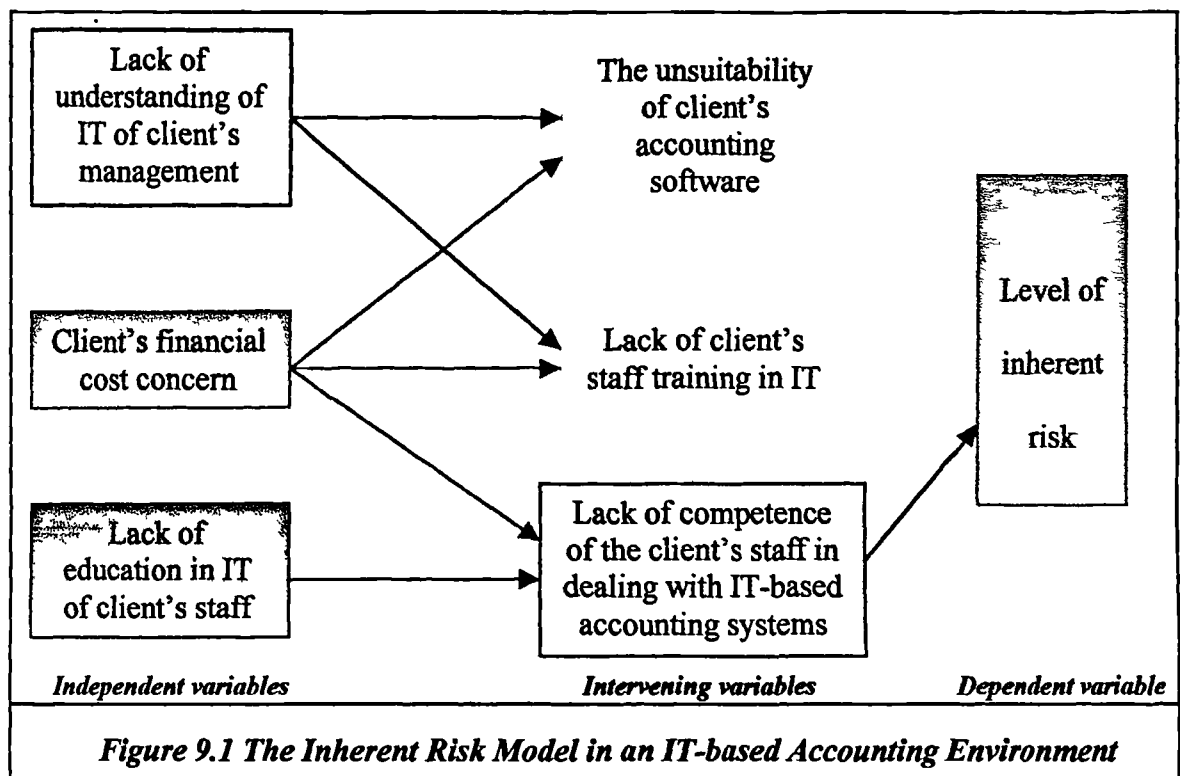 Lack of
understanding of
IT of client's
management
The unsuitability
of client's
accounting
software
Client's financial
cost concern
Lack of client's
staff training in IT
Level of
inherent
risk
Lack of
education in IT
of client's staff
Lack of competence
of the client's staff in
dealing with IT-based
accounting systems
Independent variables
Intervening variables
Dependent variable
Figure 9.1 The Inherent Risk Model in an IT-based Accounting Environment